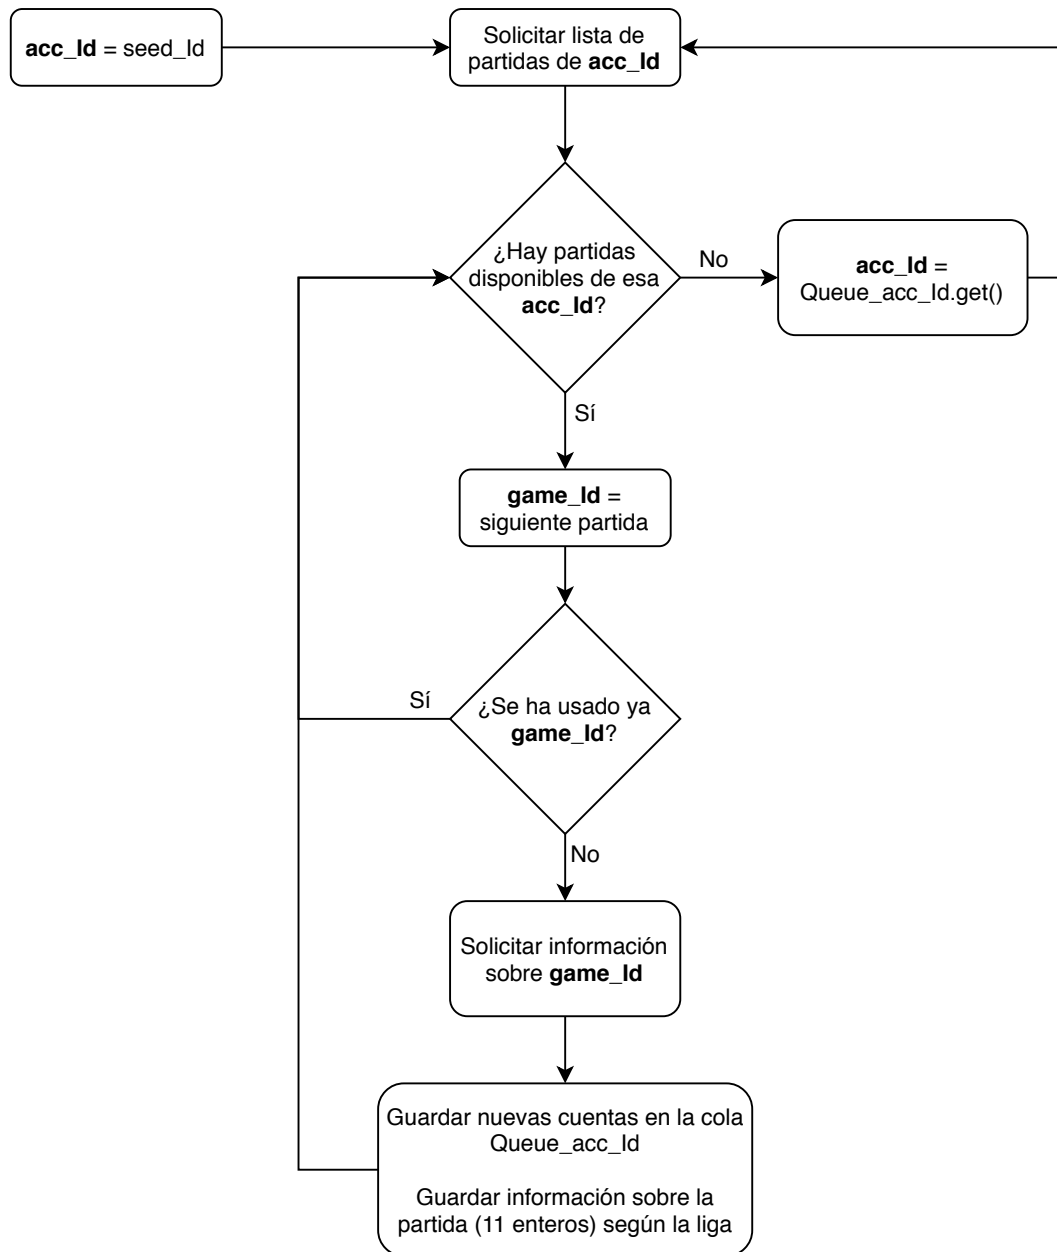 acc_Id = seed_Id
Solicitar lista de
partidas de acc_Id
¿Hay partidas
disponibles de esa
acc_Id?
No
acc_Id =
Queue_acc_Id.get()
Sí
game_Id =
siguiente partida
¿Se ha usado ya
game_Id?
Sí
No
Solicitar información
sobre game_Id
Guardar nuevas cuentas en la cola
Queue_acc_Id
Guardar información sobre la
partida (11 enteros) según la liga